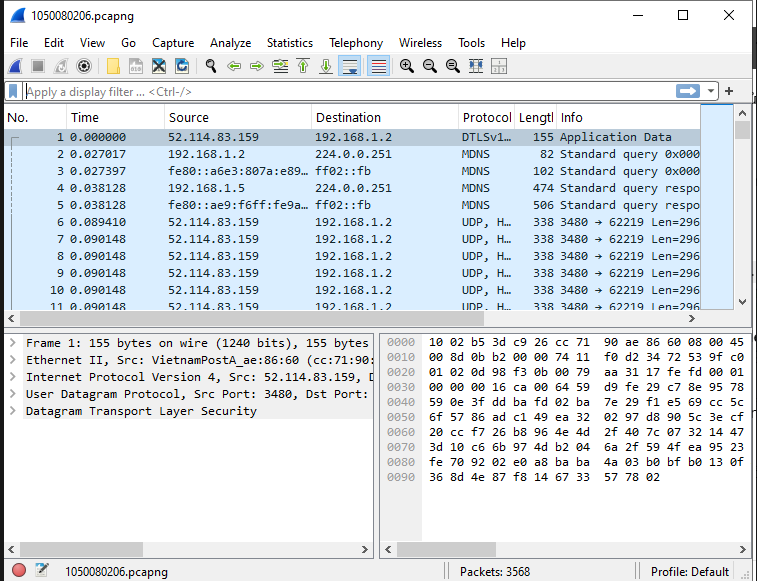 1050080206.pcapng
File Edit View Go Capture Analyze Statistics Telephony Wireless Tools Help
Apply a display filter ... <Ctrl-/>
No. Time Source Destination Protocol Lengtl Info
1 0.000000 52.114.83.159 192.168.1.2 DTLSv1… 155 Application Data
2 0.027017 192.168.1.2 224.0.0.251 MDNS 82 Standard query 0x000
3 0.027397 fe80::a6e3:807a:e89… ff02::fb MDNS 102 Standard query 0x000
4 0.038128 192.168.1.5 224.0.0.251 MDNS 474 Standard query respo
5 0.038128 fe80::ae9:f6ff:fe9a… ff02::fb MDNS 506 Standard query respo
6 0.089410 52.114.83.159 192.168.1.2 UDP, H… 338 3480 → 62219 Len=296
7 0.090148 52.114.83.159 192.168.1.2 UDP, H… 338 3480 → 62219 Len=296
8 0.090148 52.114.83.159 192.168.1.2 UDP, H… 338 3480 → 62219 Len=296
9 0.090148 52.114.83.159 192.168.1.2 UDP, H… 338 3480 → 62219 Len=296
10 0.090148 52.114.83.159 192.168.1.2 UDP, H… 338 3480 → 62219 Len=296
11 0.090148 52.114.83.159 192.168.1.2 UDP, H… 338 3480 → 62219 Len=296
Frame 1: 155 bytes on wire (1240 bits), 155 bytes
Ethernet II, Src: VietnamPostA_ae:86:60 (cc:71:90:
Internet Protocol Version 4, Src: 52.114.83.159, D
User Datagram Protocol, Src Port: 3480, Dst Port:
Datagram Transport Layer Security
0000 10 02 b5 3d c9 26 cc 71 90 ae 86 60 08 00 45
0010 00 8d 0b b2 00 00 74 11 f0 d2 34 72 53 9f c0
0020 01 02 0d 98 f3 0b 00 79 aa 31 17 fe fd 00 01
0030 00 00 00 16 ca 00 64 59 d9 fe 29 c7 8e 95 78
0040 59 0e 3f dd ba fd 02 ba 7e 29 f1 e5 69 cc 5c
0050 6f 57 86 ad c1 49 ea 32 02 97 d8 90 5c 3e cf
0060 20 cc f7 26 b8 96 4e 4d 2f 40 7c 07 32 14 47
0070 3d 10 c6 6b 97 4d b2 04 6a 2f 59 4f ea 95 23
0080 fe 70 92 02 e0 a8 ba ba 4a 03 b0 bf b0 13 0f
0090 36 8d 4e 87 f8 14 67 33 57 78 02
1050080206.pcapng Packets: 3568 Profile: Default